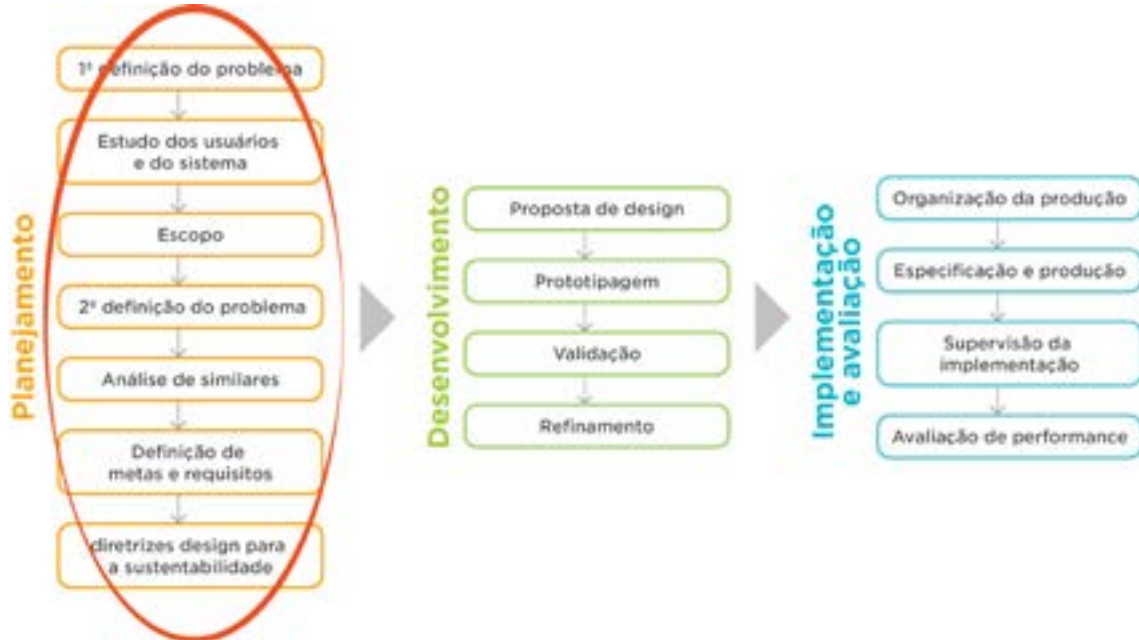 Planejamento
1ª definição do problema
Estudo dos usuários
e do sistema
Escopo
2ª definição do problema
Análise de similares
Definição de
metas e requisitos
diretrizes design para
a sustentabilidade
Desenvolvimento
Proposta de design
Prototipagem
Validação
Refinamento
Implementação
e avaliação
Organização da produção
Especificação e produção
Supervisão da
implementação
Avaliação de performance